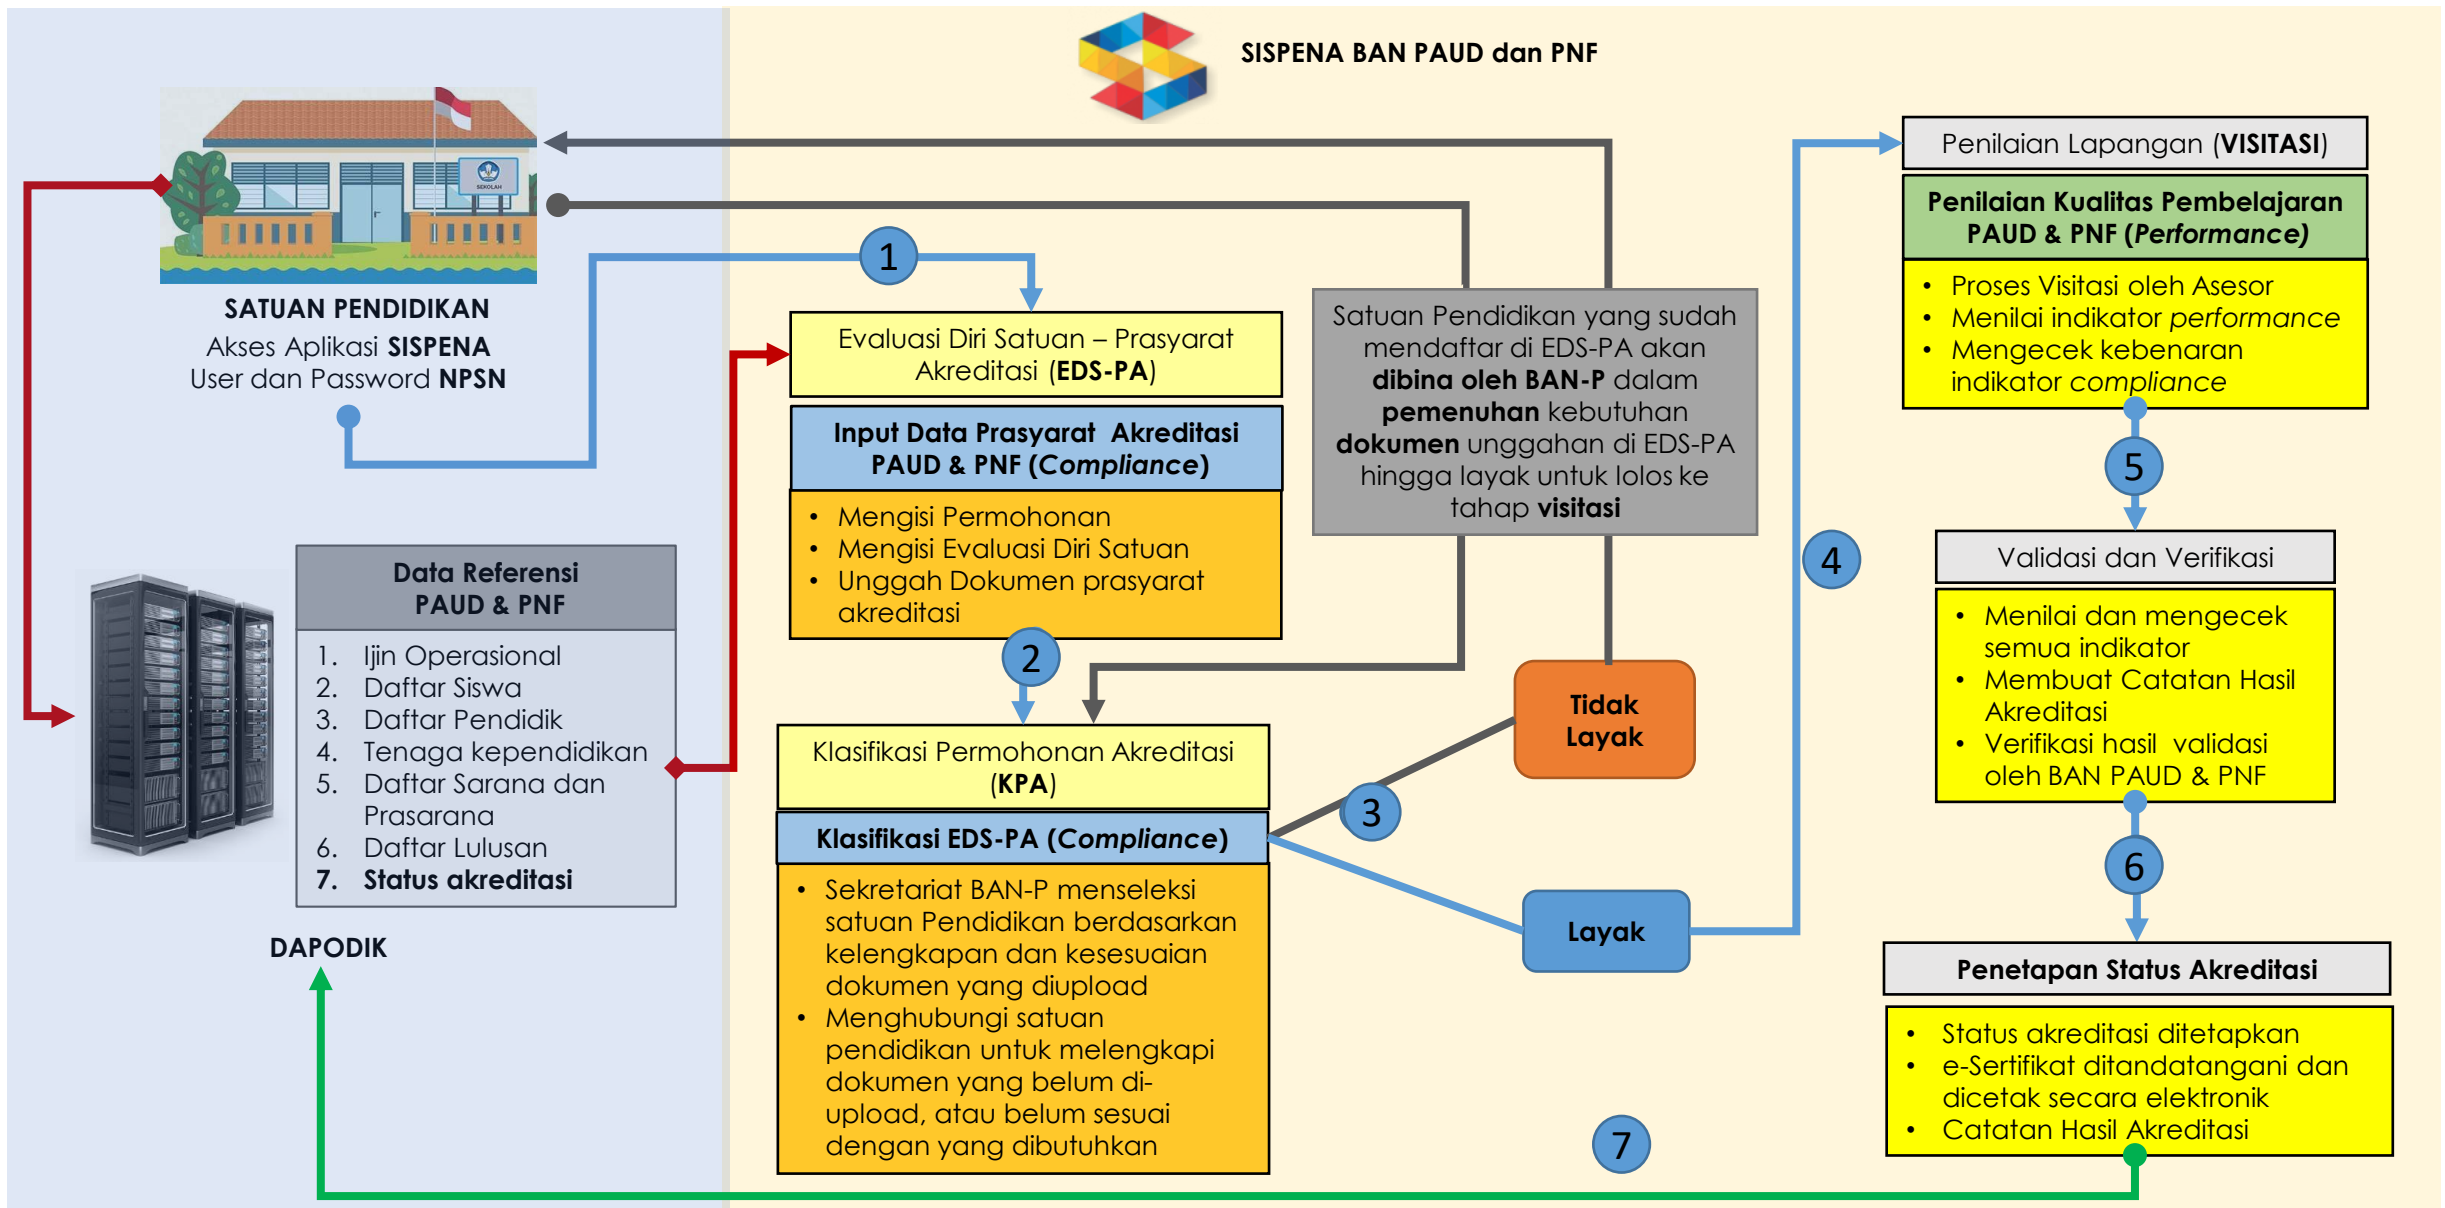 SISPENA BAN PAUD dan PNF
SEKOLAH
SATUAN PENDIDIKAN
Akses Aplikasi SISPENA
User dan Password NPSN
Data Referensi
PAUD & PNF
1. Ijin Operasional
2. Daftar Siswa
3. Daftar Pendidik
4. Tenaga kependidikan
5. Daftar Sarana dan
Prasarana
6. Daftar Lulusan
7. Status akreditasi
DAPODIK
1
Evaluasi Diri Satuan – Prasyarat
Akreditasi (EDS-PA)
Input Data Prasyarat Akreditasi
PAUD & PNF (Compliance)
• Mengisi Permohonan
• Mengisi Evaluasi Diri Satuan
• Unggah Dokumen prasyarat
akreditasi
2
Klasifikasi Permohonan Akreditasi
(KPA)
Klasifikasi EDS-PA (Compliance)
• Sekretariat BAN-P menseleksi
satuan Pendidikan berdasarkan
kelengkapan dan kesesuaian
dokumen yang diupload
• Menghubungi satuan
pendidikan untuk melengkapi
dokumen yang belum di-
upload, atau belum sesuai
dengan yang dibutuhkan
Satuan Pendidikan yang sudah
mendaftar di EDS-PA akan
dibina oleh BAN-P dalam
pemenuhan kebutuhan
dokumen unggahan di EDS-PA
hingga layak untuk lolos ke
tahap visitasi
3
Tidak
Layak
Layak
4
Penilaian Lapangan (VISITASI)
Penilaian Kualitas Pembelajaran
PAUD & PNF (Performance)
• Proses Visitasi oleh Asesor
• Menilai indikator performance
• Mengecek kebenaran
indikator compliance
5
Validasi dan Verifikasi
• Menilai dan mengecek
semua indikator
• Membuat Catatan Hasil
Akreditasi
• Verifikasi hasil validasi
oleh BAN PAUD & PNF
6
Penetapan Status Akreditasi
• Status akreditasi ditetapkan
• e-Sertifikat ditandatangani dan
dicetak secara elektronik
• Catatan Hasil Akreditasi
7